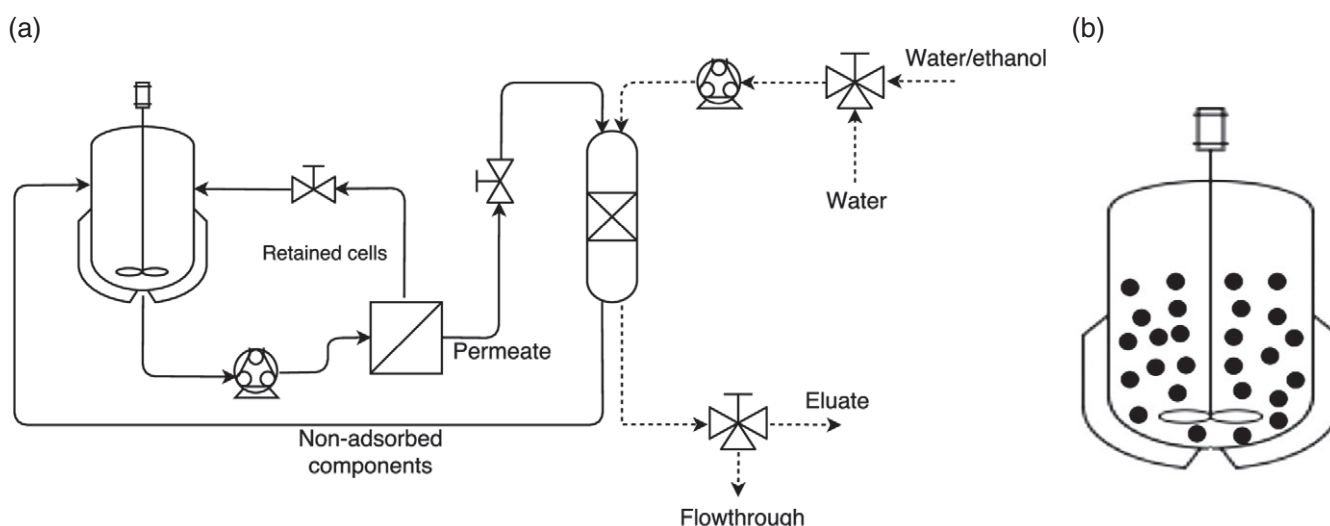 (a)
(b)
Water/ethanol
Water
Retained cells
Permeate
Eluate
Non-adsorbed
components
Flowthrough